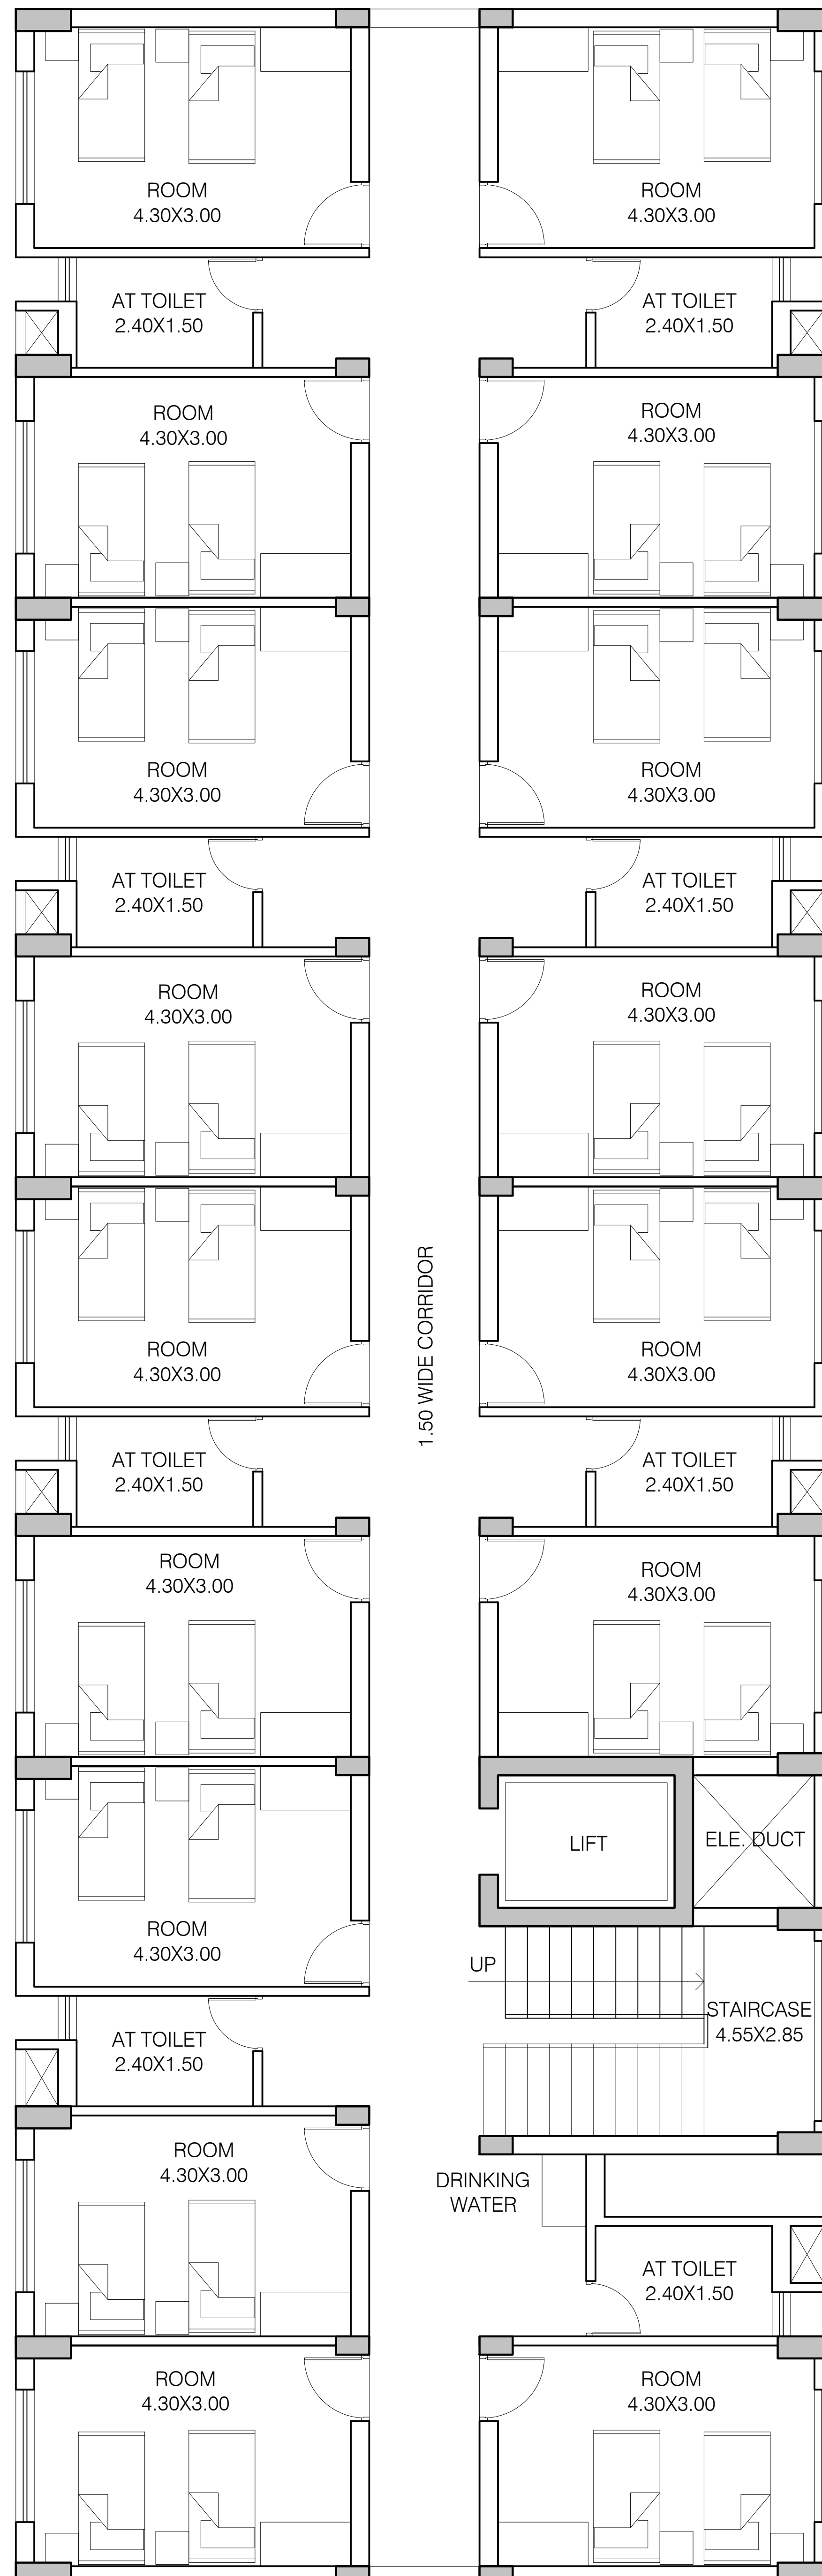 ROOM
4.30X3.00
ROOM
4.30X3.00
AT TOILET
2.40X1.50
AT TOILET
2.40X1.50
ROOM
4.30X3.00
ROOM
4.30X3.00
ROOM
4.30X3.00
ROOM
4.30X3.00
AT TOILET
2.40X1.50
AT TOILET
2.40X1.50
ROOM
4.30X3.00
ROOM
4.30X3.00
1.50 WIDE CORRIDOR
ROOM
4.30X3.00
ROOM
4.30X3.00
AT TOILET
2.40X1.50
AT TOILET
2.40X1.50
ROOM
4.30X3.00
ROOM
4.30X3.00
LIFT
ELE. DUCT
ROOM
4.30X3.00
UP
STAIRCASE
4.55X2.85
AT TOILET
2.40X1.50
ROOM
4.30X3.00
DRINKING
WATER
AT TOILET
2.40X1.50
ROOM
4.30X3.00
ROOM
4.30X3.00